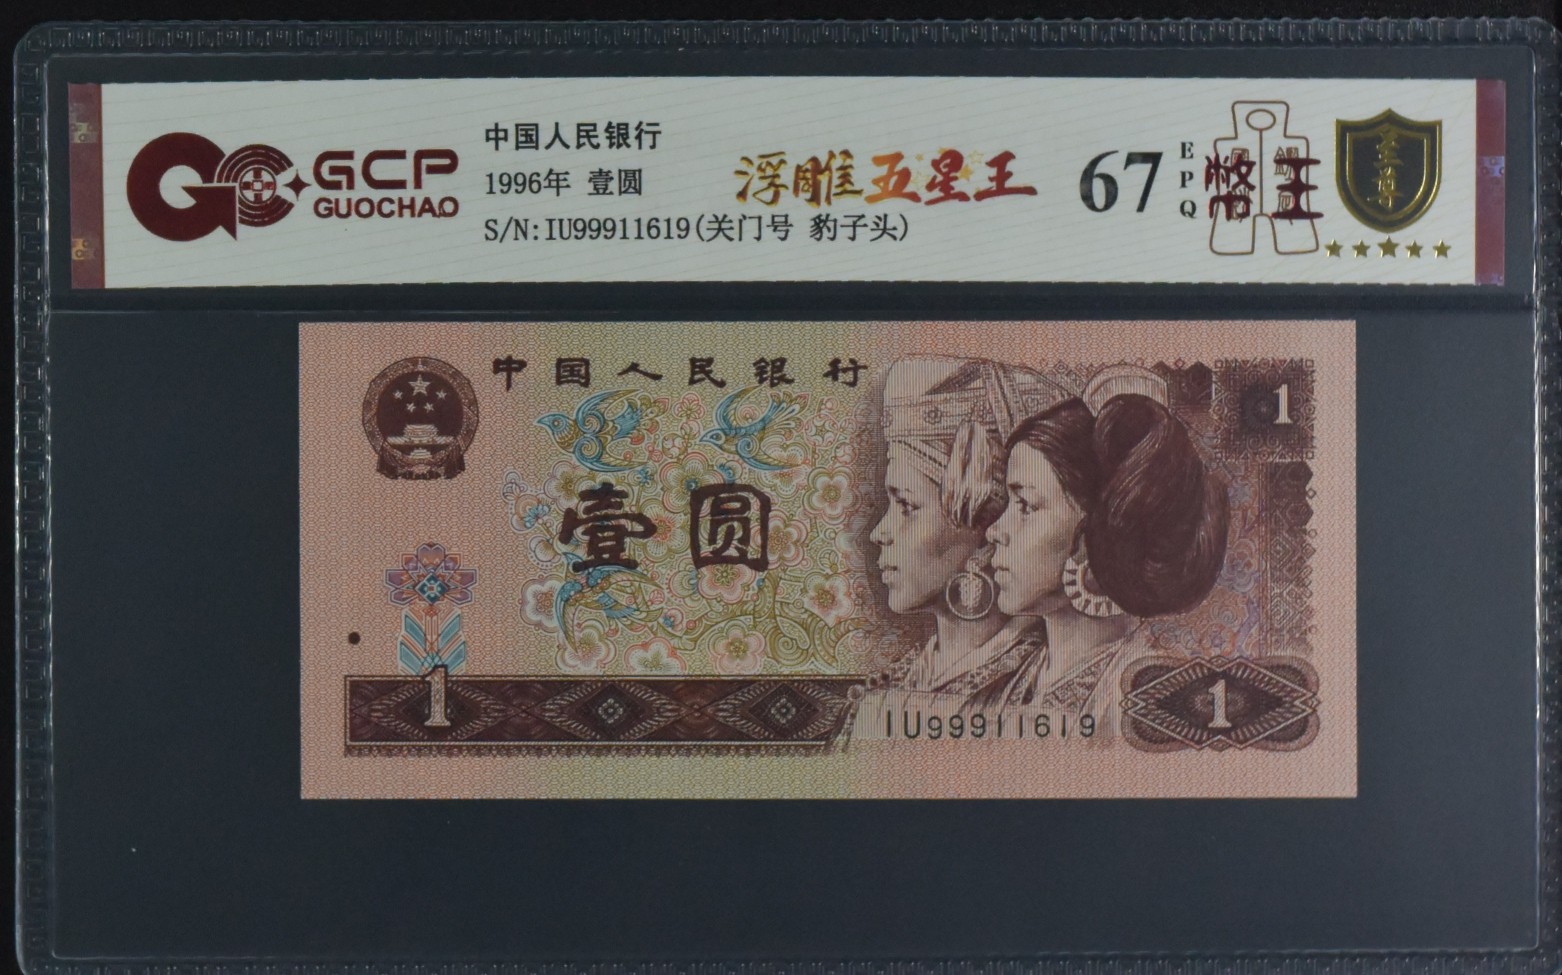 GCP
GUOCHAO
中国人民银行
1996年 壹圆
S/N:IU99911619(关门号 豹子头)
浮雕五星王
67
EPQ
币王
至尊
中国人民银行
1
壹圆
1
1
IU99911619